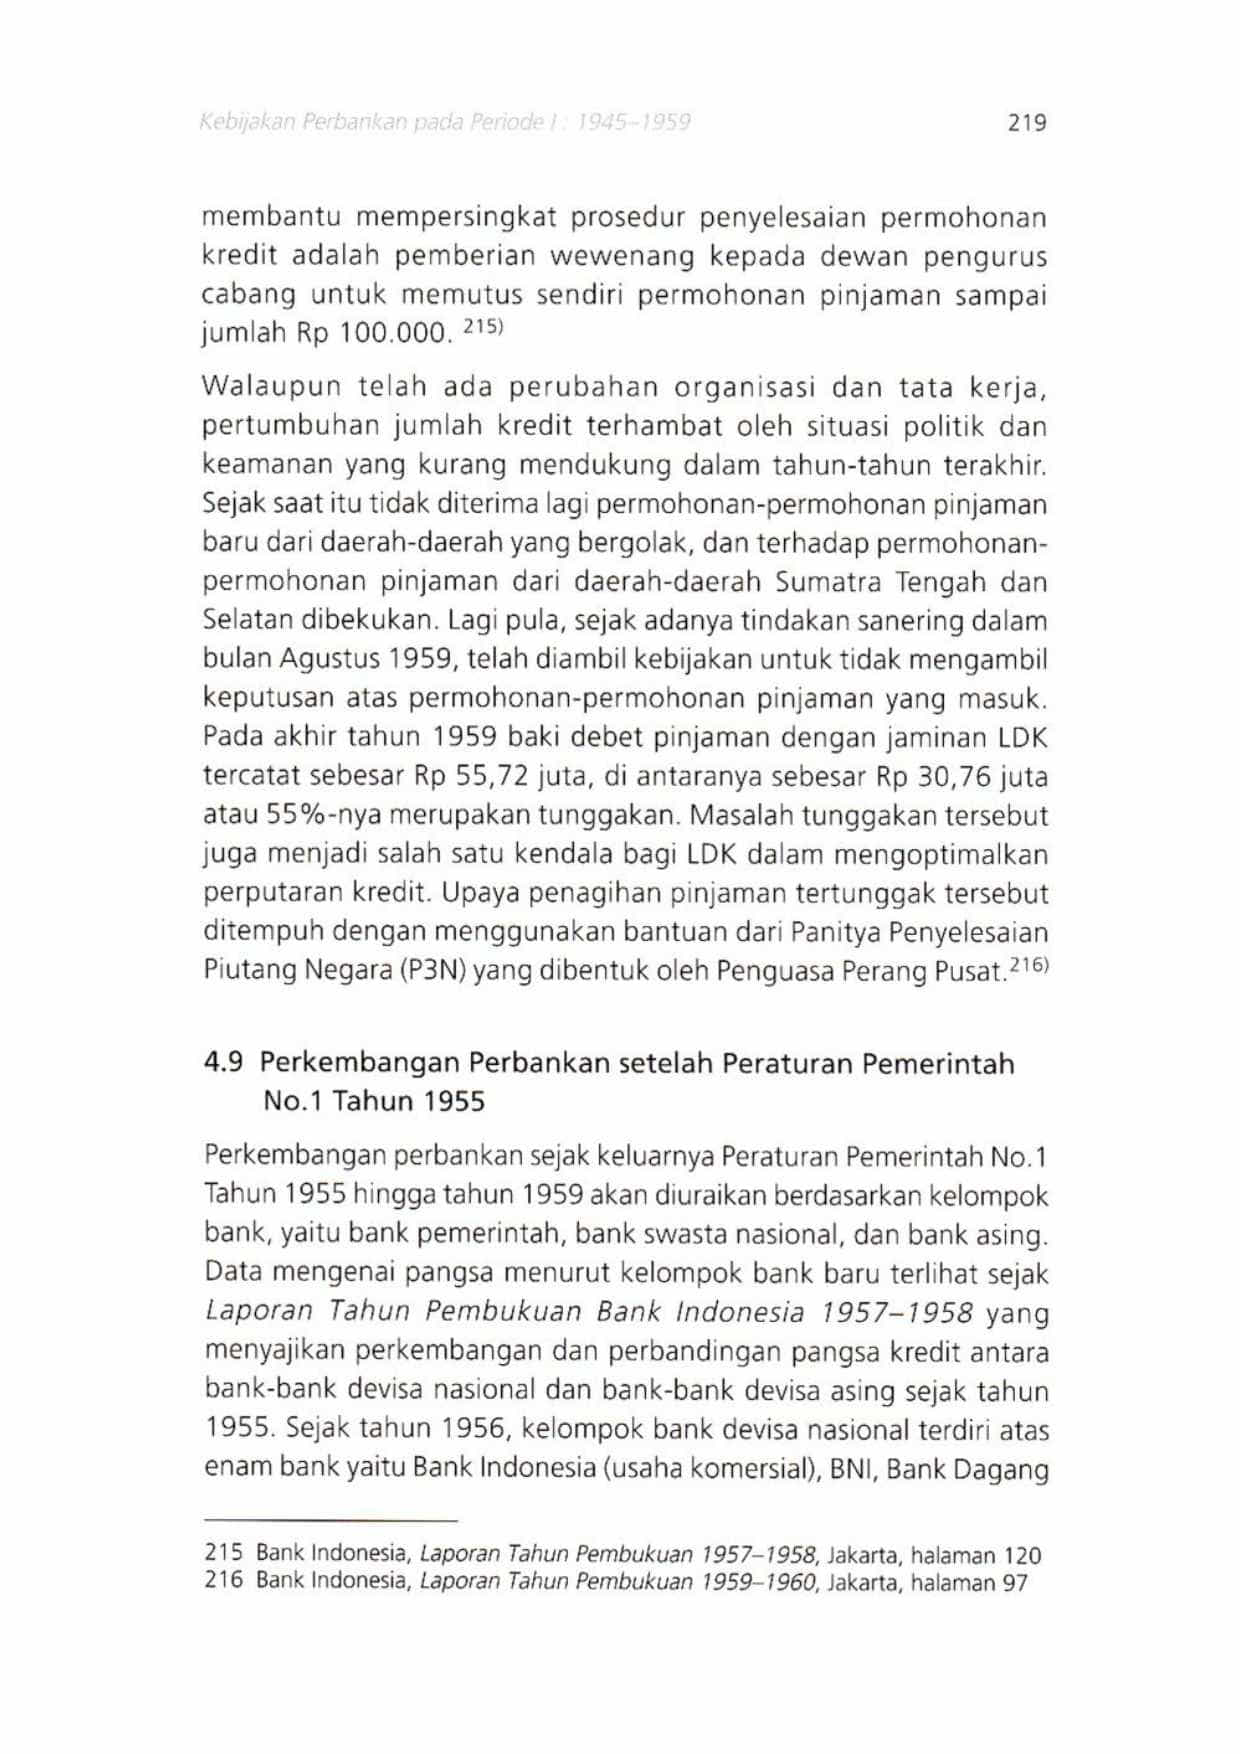 Kebijakan Perbankan pada Periode I : 1945–1959 219
membantu mempersingkat prosedur penyelesaian permohonan
kredit adalah pemberian wewenang kepada dewan pengurus
cabang untuk memutus sendiri permohonan pinjaman sampai
jumlah Rp 100.000. 215)
Walaupun telah ada perubahan organisasi dan tata kerja,
pertumbuhan jumlah kredit terhambat oleh situasi politik dan
keamanan yang kurang mendukung dalam tahun-tahun terakhir.
Sejak saat itu tidak diterima lagi permohonan-permohonan pinjaman
baru dari daerah-daerah yang bergolak, dan terhadap permohonan-
permohonan pinjaman dari daerah-daerah Sumatra Tengah dan
Selatan dibekukan. Lagi pula, sejak adanya tindakan sanering dalam
bulan Agustus 1959, telah diambil kebijakan untuk tidak mengambil
keputusan atas permohonan-permohonan pinjaman yang masuk.
Pada akhir tahun 1959 baki debet pinjaman dengan jaminan LDK
tercatat sebesar Rp 55,72 juta, di antaranya sebesar Rp 30,76 juta
atau 55%-nya merupakan tunggakan. Masalah tunggakan tersebut
juga menjadi salah satu kendala bagi LDK dalam mengoptimalkan
perputaran kredit. Upaya penagihan pinjaman tertunggak tersebut
ditempuh dengan menggunakan bantuan dari Panitya Penyelesaian
Piutang Negara (P3N) yang dibentuk oleh Penguasa Perang Pusat.216)
4.9 Perkembangan Perbankan setelah Peraturan Pemerintah
No.1 Tahun 1955
Perkembangan perbankan sejak keluarnya Peraturan Pemerintah No.1
Tahun 1955 hingga tahun 1959 akan diuraikan berdasarkan kelompok
bank, yaitu bank pemerintah, bank swasta nasional, dan bank asing.
Data mengenai pangsa menurut kelompok bank baru terlihat sejak
Laporan Tahun Pembukuan Bank Indonesia 1957–1958 yang
menyajikan perkembangan dan perbandingan pangsa kredit antara
bank-bank devisa nasional dan bank-bank devisa asing sejak tahun
1955. Sejak tahun 1956, kelompok bank devisa nasional terdiri atas
enam bank yaitu Bank Indonesia (usaha komersial), BNI, Bank Dagang
215 Bank Indonesia, Laporan Tahun Pembukuan 1957–1958, Jakarta, halaman 120
216 Bank Indonesia, Laporan Tahun Pembukuan 1959–1960, Jakarta, halaman 97